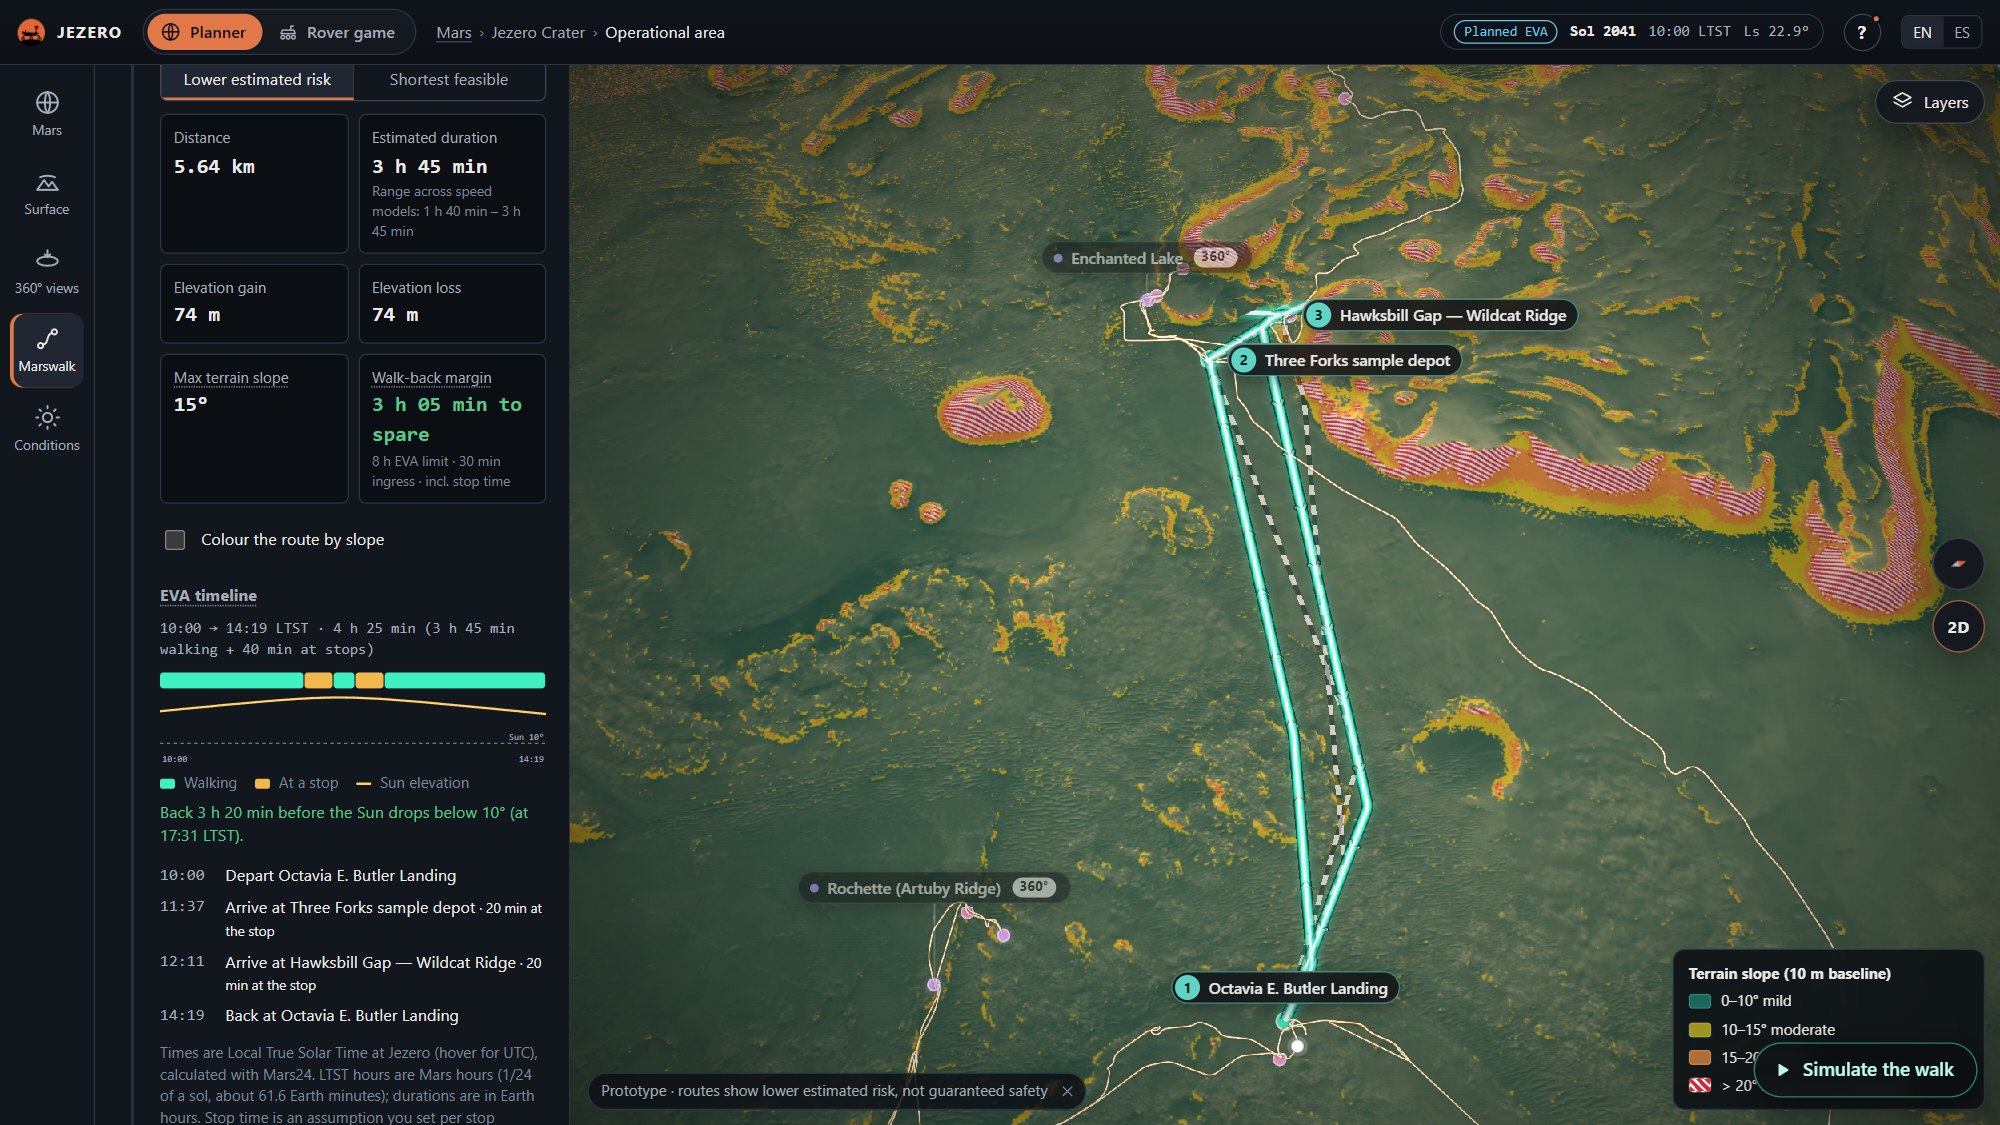 JEZERO
Planner
Rover game
Mars › Jezero Crater › Operational area
Planned EVA Sol 2041 10:00 LTST Ls 22.9°
?
EN ES
Mars
Surface
360° views
Marswalk
Conditions
Lower estimated risk
Shortest feasible
Distance
5.64 km
Estimated duration
3 h 45 min
Range across speed
models: 1 h 40 min – 3 h
45 min
Elevation gain
74 m
Elevation loss
74 m
Max terrain slope
15°
Walk-back margin
3 h 05 min to
spare
8 h EVA limit · 30 min
ingress · incl. stop time
Colour the route by slope
EVA timeline
10:00 → 14:19 LTST · 4 h 25 min (3 h 45 min
walking + 40 min at stops)
Sun 10°
10:00 14:19
Walking At a stop Sun elevation
Back 3 h 20 min before the Sun drops below 10° (at
17:31 LTST).
10:00 Depart Octavia E. Butler Landing
11:37 Arrive at Three Forks sample depot · 20 min at
the stop
12:11 Arrive at Hawksbill Gap — Wildcat Ridge · 20
min at the stop
14:19 Back at Octavia E. Butler Landing
Times are Local True Solar Time at Jezero (hover for UTC),
calculated with Mars24. LTST hours are Mars hours (1/24
of a sol, about 61.6 Earth minutes); durations are in Earth
hours. Stop time is an assumption you set per stop
Layers
Enchanted Lake 360°
3 Hawksbill Gap — Wildcat Ridge
2 Three Forks sample depot
2D
Rochette (Artuby Ridge) 360°
1 Octavia E. Butler Landing
Prototype · routes show lower estimated risk, not guaranteed safety
Terrain slope (10 m baseline)
0–10° mild
10–15° moderate
15–20
> 20°
Simulate the walk